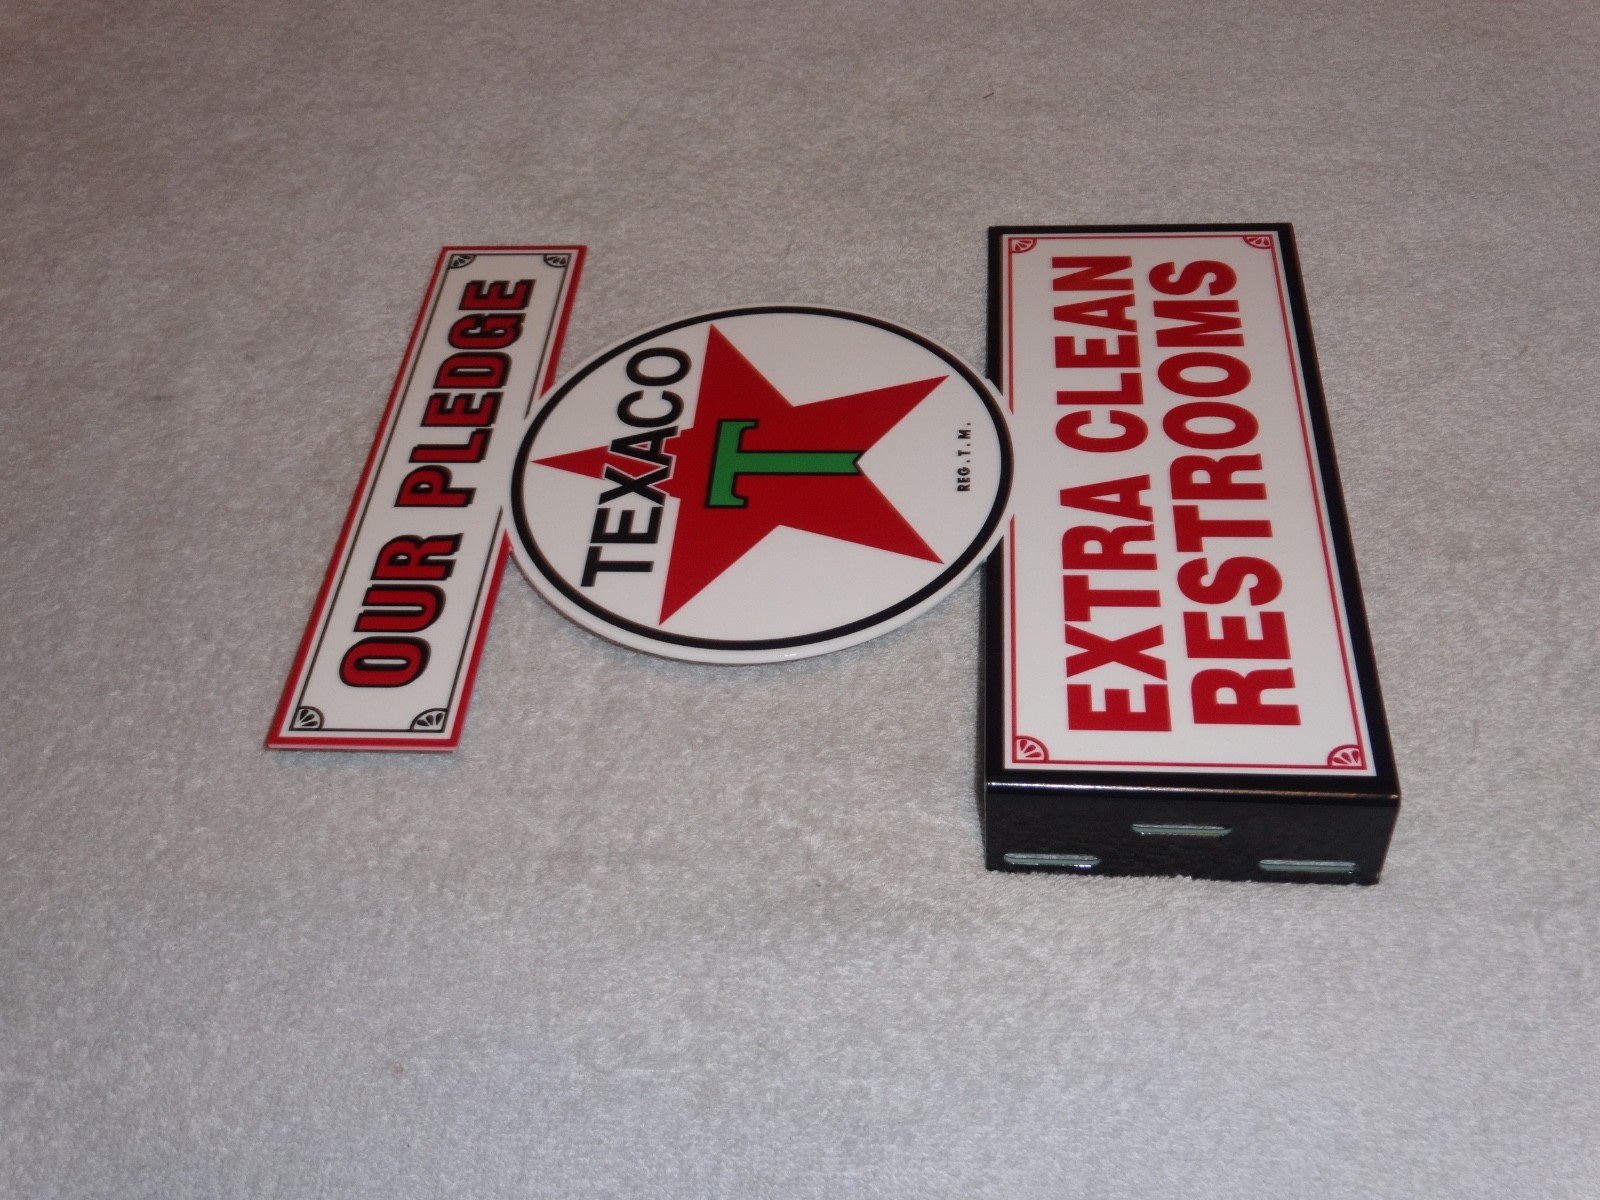 OUR PLEDGE
TEXACO
T
REG. T. M.
EXTRA CLEAN
RESTROOMS